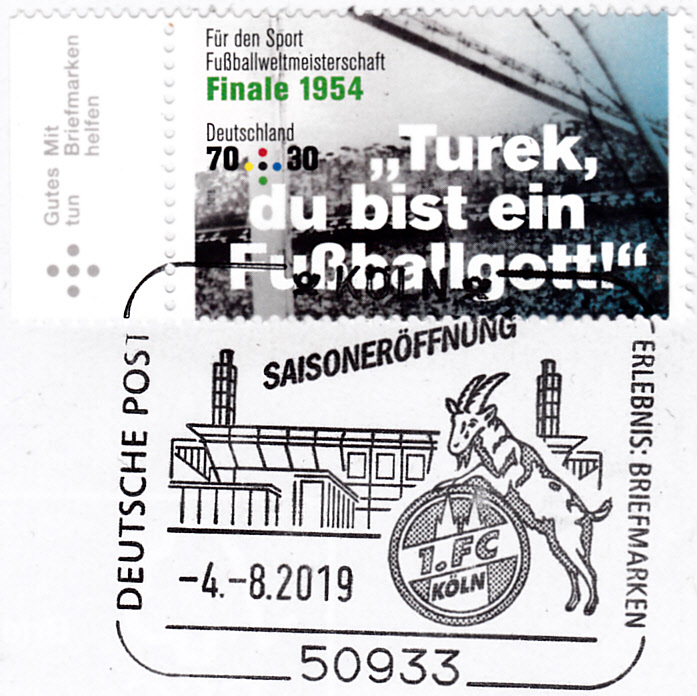 Gutes Mit
tun Briefmarken
helfen
Für den Sport
Fußballweltmeisterschaft
Finale 1954
Deutschland
70 30
„Turek,
du bist ein
Fußballgott!“
KÖLN
SAISONERÖFFNUNG
DEUTSCHE POST
ERLEBNIS: BRIEFMARKEN
1.FC
KÖLN
-4.-8.2019
50933